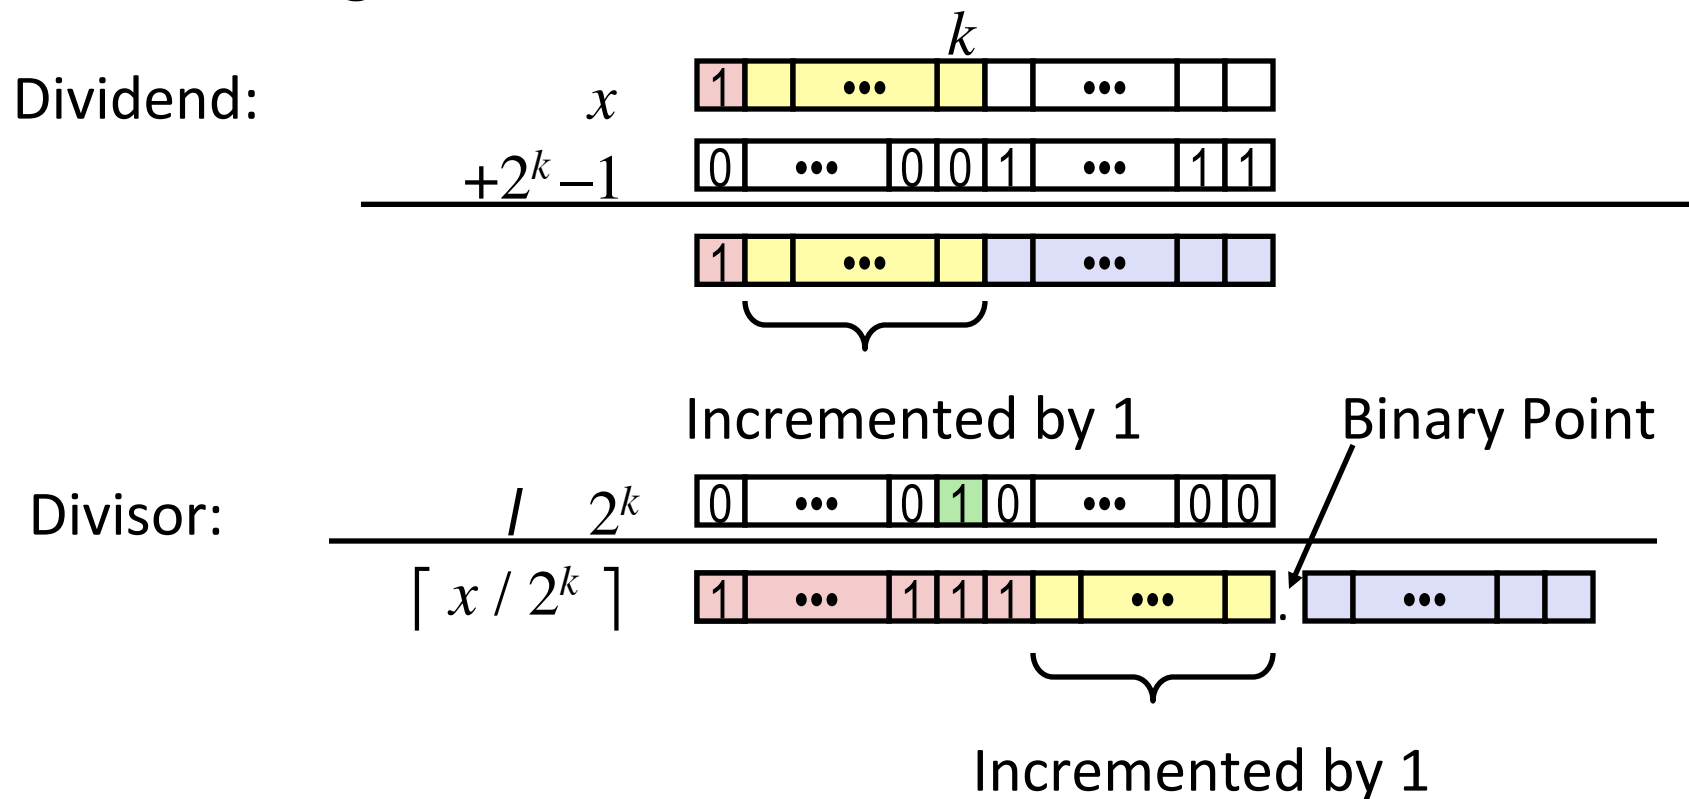 k
Dividend: x 1 ••• •••
+2^k –1 0 ••• 0 0 1 ••• 1 1
1 ••• •••
Incremented by 1 Binary Point
Divisor: / 2^k 0 ••• 0 1 0 ••• 0 0
⌈ x / 2^k ⌉ 1 ••• 1 1 1 ••• . •••
Incremented by 1